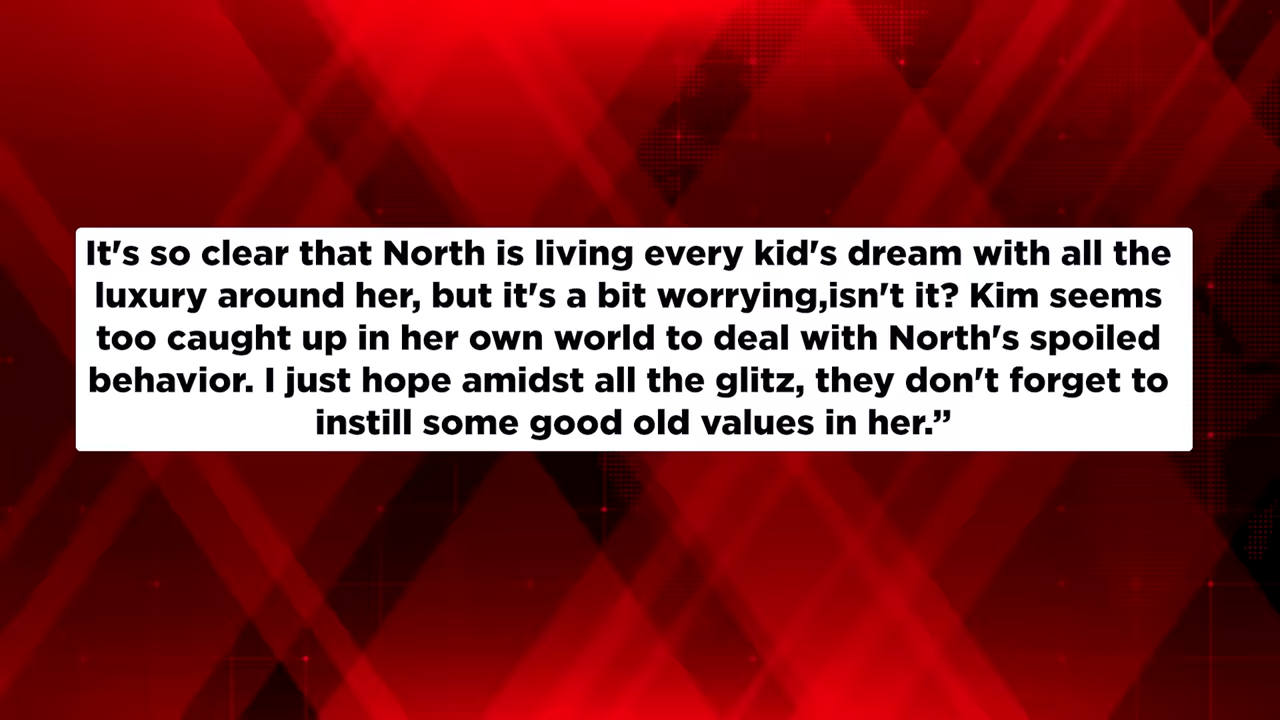 It's so clear that North is living every kid's dream with all the
luxury around her, but it's a bit worrying,isn't it? Kim seems
too caught up in her own world to deal with North's spoiled
behavior. I just hope amidst all the glitz, they don't forget to
instill some good old values in her.”